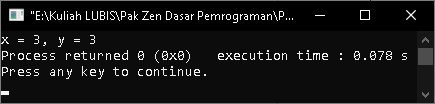 "E:\Kuliah LUBIS\Pak Zen Dasar Pemrograman\P...
x = 3, y = 3
Process returned 0 (0x0)   execution time : 0.078 s
Press any key to continue.